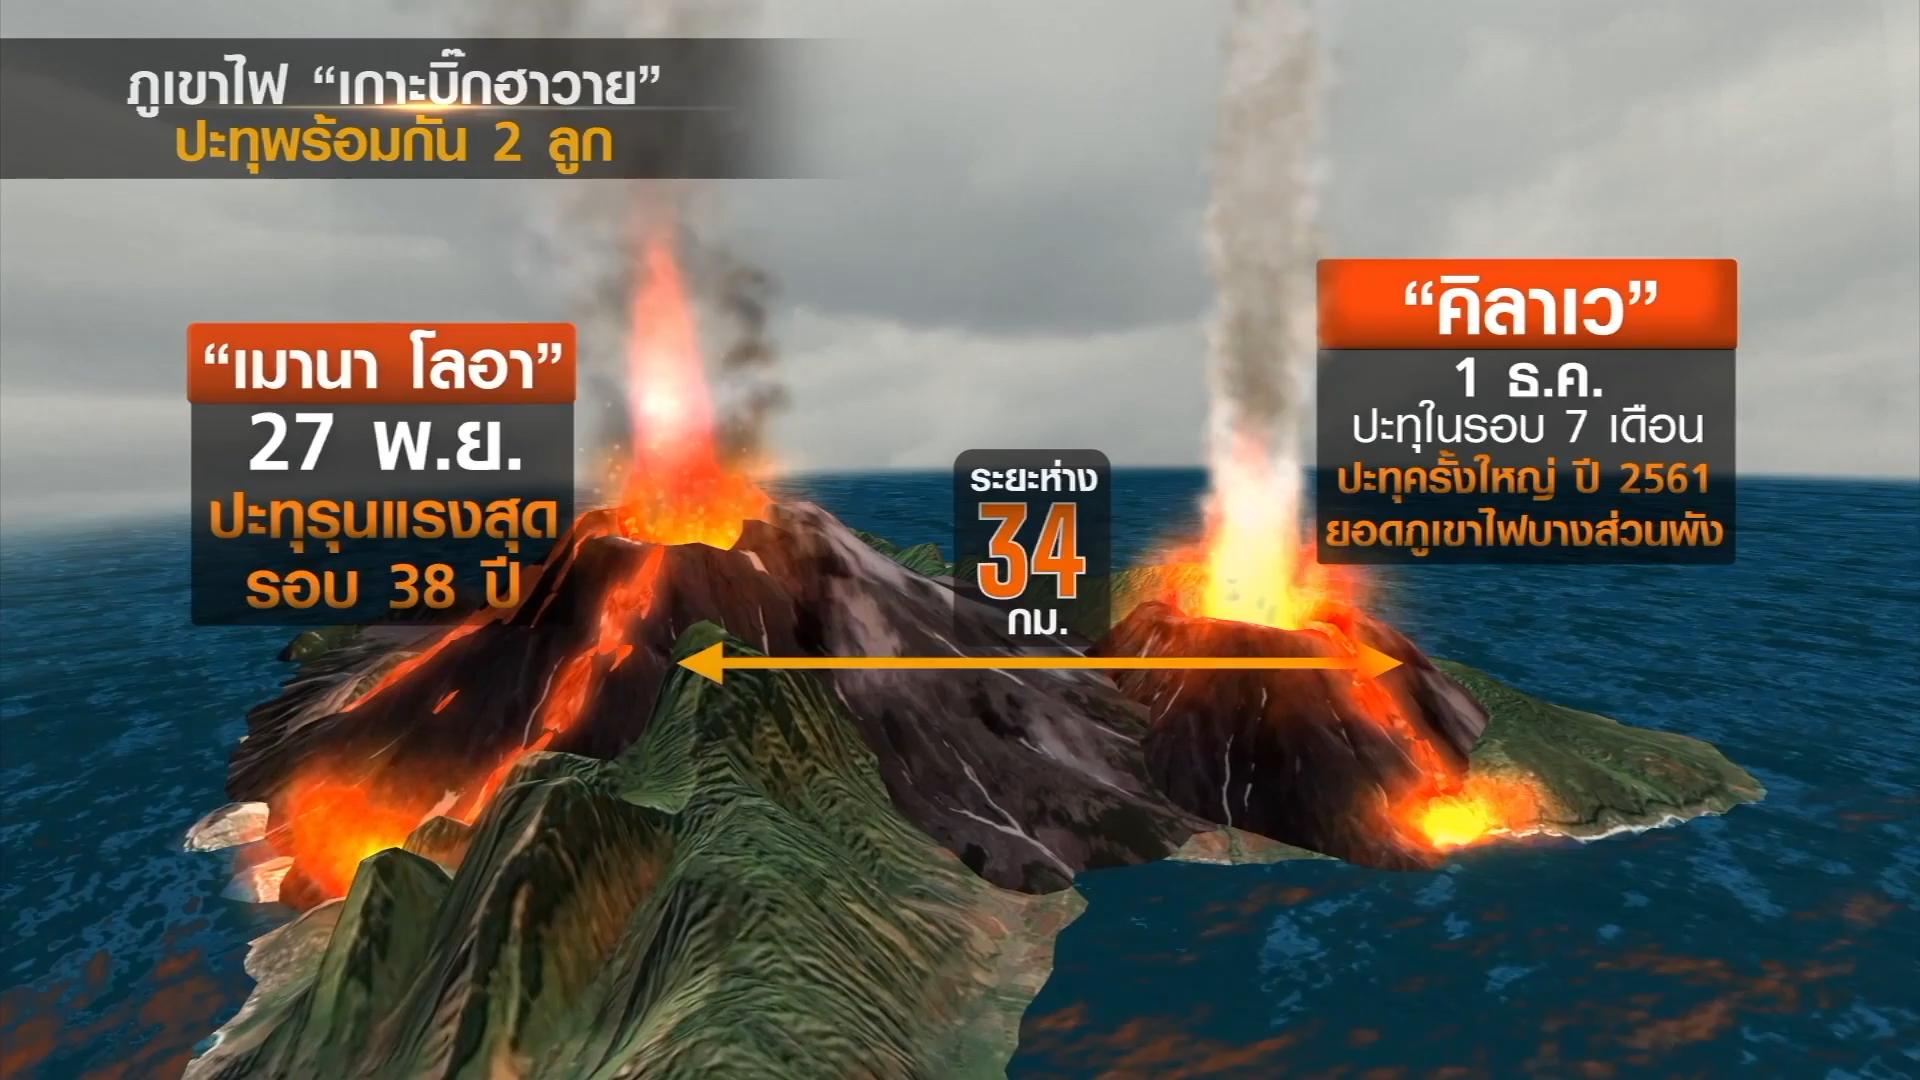 ภูเขาไฟ “เกาะบิ๊กฮาวาย”
ปะทุพร้อมกัน 2 ลูก
“เมานา โลอา”
27 พ.ย.
ปะทุรุนแรงสุด
รอบ 38 ปี
ระยะห่าง
34
กม.
“คิลาเว”
1 ธ.ค.
ปะทุในรอบ 7 เดือน
ปะทุครั้งใหญ่ ปี 2561
ยอดภูเขาไฟบางส่วนพัง